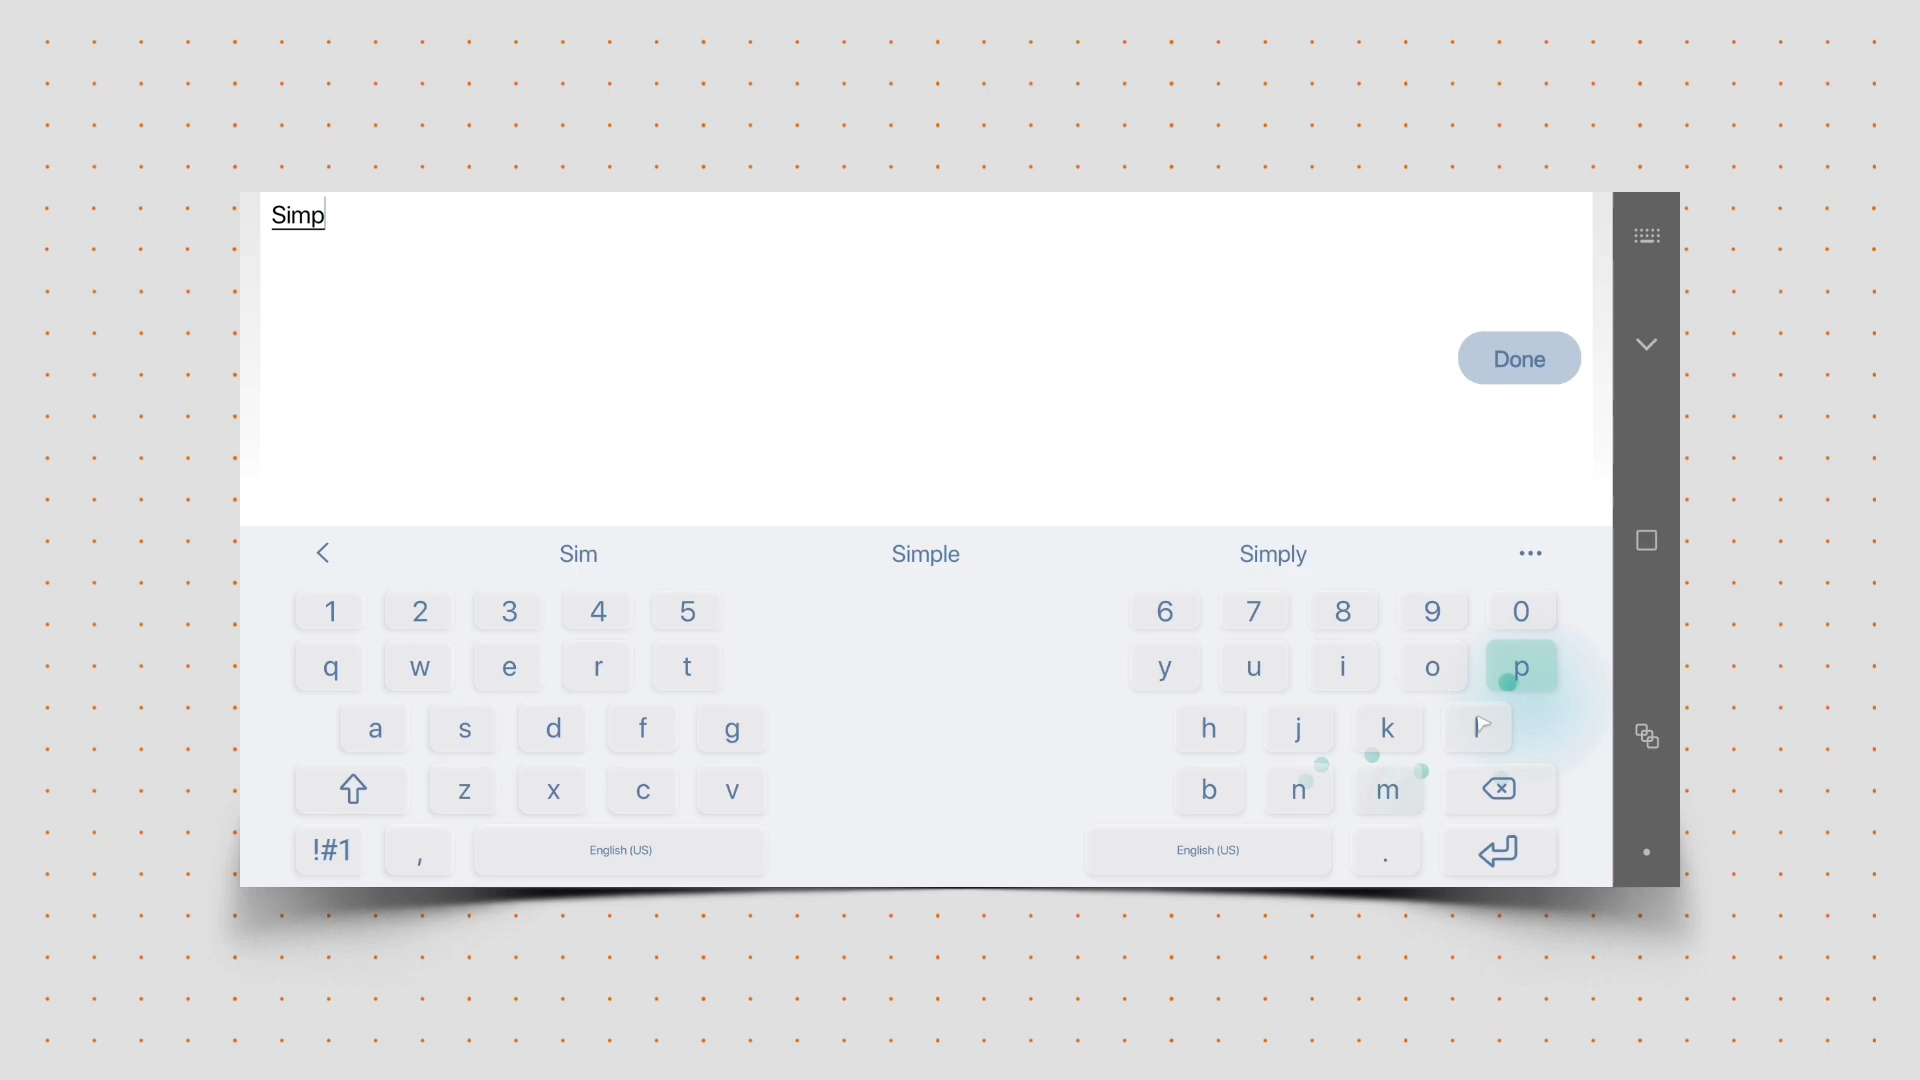 Simp
Done
Sim Simple Simply
1 2 3 4 5 6 7 8 9 0
q w e r t y u i o p
a s d f g h j k l
z x c v b n m
!#1 , English (US) English (US) .